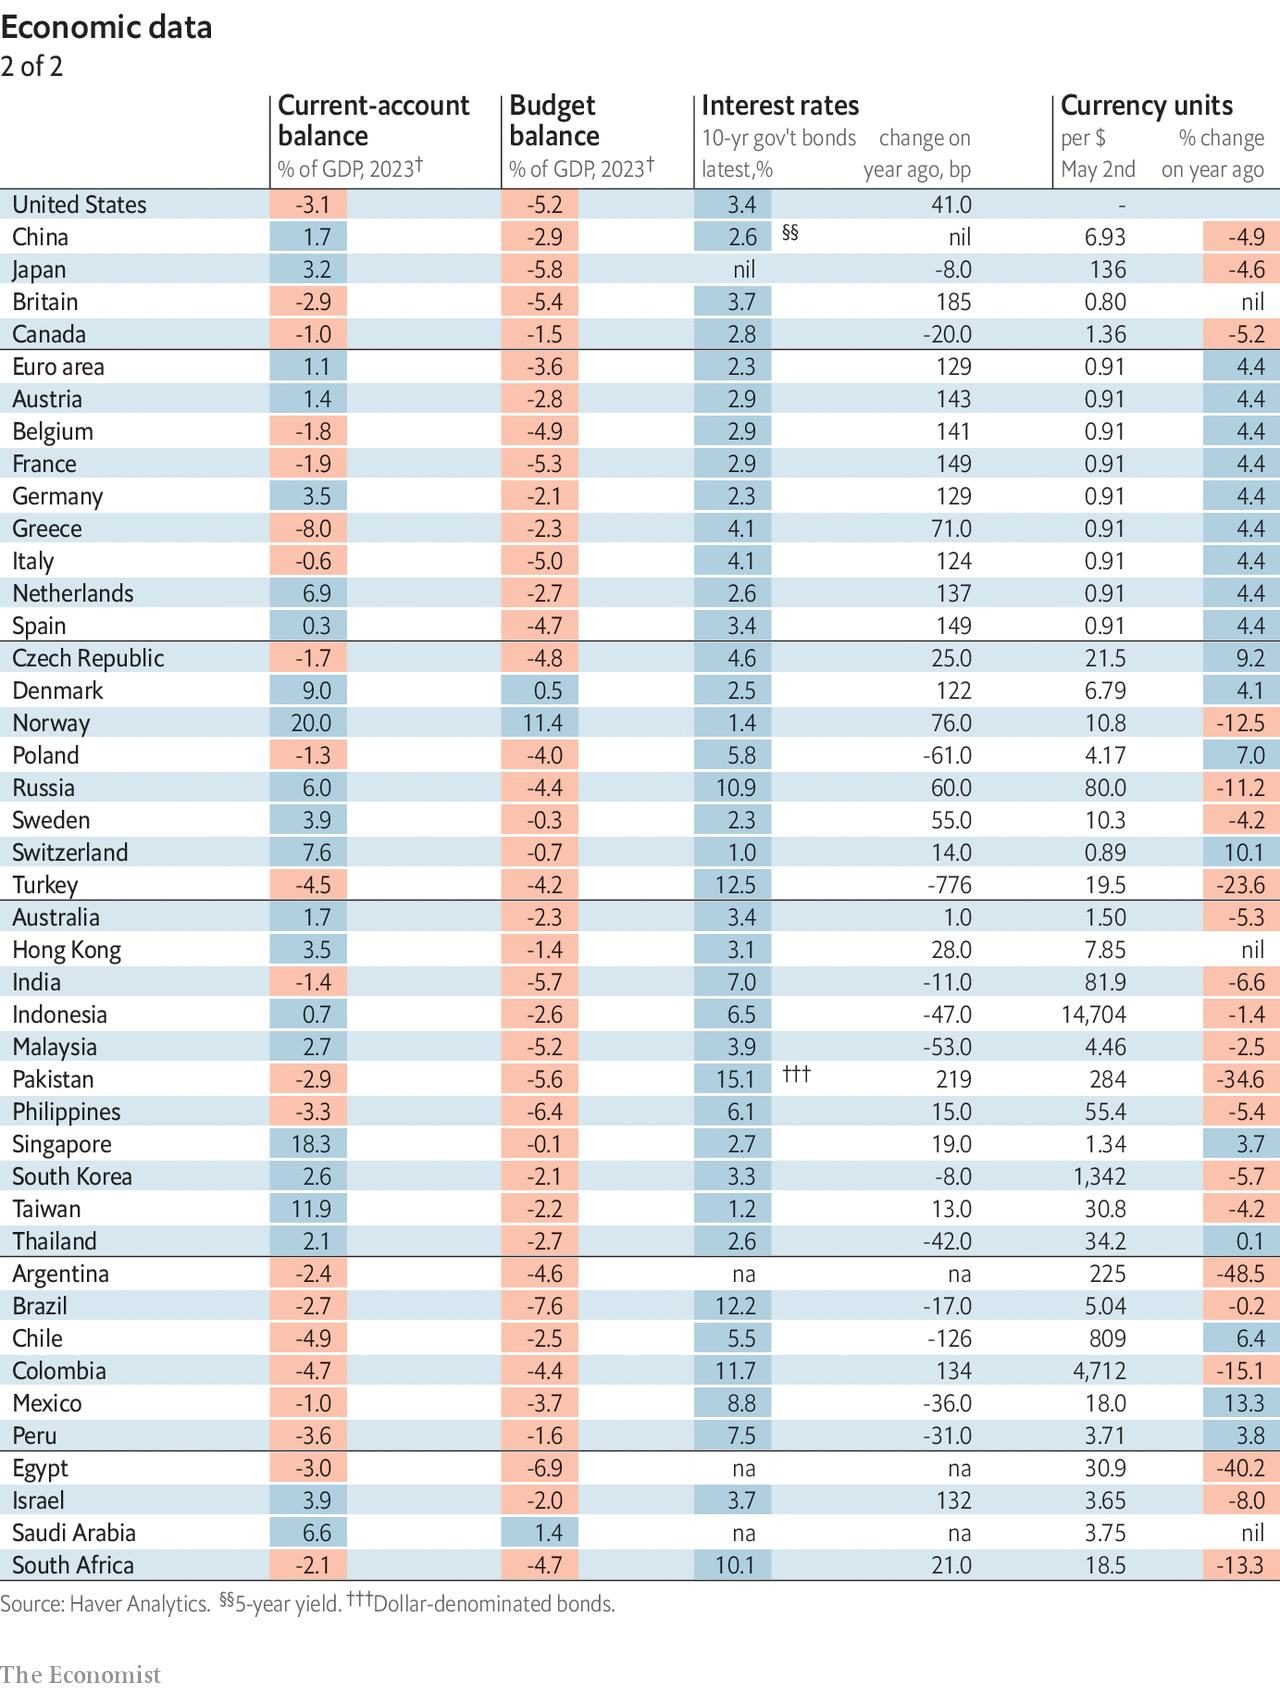 Economic data
2 of 2
Current-account balance % of GDP, 2023† Budget balance % of GDP, 2023† Interest rates 10-yr gov't bonds latest,% change on year ago, bp Currency units per $ May 2nd % change on year ago
United States -3.1 -5.2 3.4 41.0 -
China 1.7 -2.9 2.6 §§ nil 6.93 -4.9
Japan 3.2 -5.8 nil -8.0 136 -4.6
Britain -2.9 -5.4 3.7 185 0.80 nil
Canada -1.0 -1.5 2.8 -20.0 1.36 -5.2
Euro area 1.1 -3.6 2.3 129 0.91 4.4
Austria 1.4 -2.8 2.9 143 0.91 4.4
Belgium -1.8 -4.9 2.9 141 0.91 4.4
France -1.9 -5.3 2.9 149 0.91 4.4
Germany 3.5 -2.1 2.3 129 0.91 4.4
Greece -8.0 -2.3 4.1 71.0 0.91 4.4
Italy -0.6 -5.0 4.1 124 0.91 4.4
Netherlands 6.9 -2.7 2.6 137 0.91 4.4
Spain 0.3 -4.7 3.4 149 0.91 4.4
Czech Republic -1.7 -4.8 4.6 25.0 21.5 9.2
Denmark 9.0 0.5 2.5 122 6.79 4.1
Norway 20.0 11.4 1.4 76.0 10.8 -12.5
Poland -1.3 -4.0 5.8 -61.0 4.17 7.0
Russia 6.0 -4.4 10.9 60.0 80.0 -11.2
Sweden 3.9 -0.3 2.3 55.0 10.3 -4.2
Switzerland 7.6 -0.7 1.0 14.0 0.89 10.1
Turkey -4.5 -4.2 12.5 -776 19.5 -23.6
Australia 1.7 -2.3 3.4 1.0 1.50 -5.3
Hong Kong 3.5 -1.4 3.1 28.0 7.85 nil
India -1.4 -5.7 7.0 -11.0 81.9 -6.6
Indonesia 0.7 -2.6 6.5 -47.0 14,704 -1.4
Malaysia 2.7 -5.2 3.9 -53.0 4.46 -2.5
Pakistan -2.9 -5.6 15.1 ††† 219 284 -34.6
Philippines -3.3 -6.4 6.1 15.0 55.4 -5.4
Singapore 18.3 -0.1 2.7 19.0 1.34 3.7
South Korea 2.6 -2.1 3.3 -8.0 1,342 -5.7
Taiwan 11.9 -2.2 1.2 13.0 30.8 -4.2
Thailand 2.1 -2.7 2.6 -42.0 34.2 0.1
Argentina -2.4 -4.6 na na 225 -48.5
Brazil -2.7 -7.6 12.2 -17.0 5.04 -0.2
Chile -4.9 -2.5 5.5 -126 809 6.4
Colombia -4.7 -4.4 11.7 134 4,712 -15.1
Mexico -1.0 -3.7 8.8 -36.0 18.0 13.3
Peru -3.6 -1.6 7.5 -31.0 3.71 3.8
Egypt -3.0 -6.9 na na 30.9 -40.2
Israel 3.9 -2.0 3.7 132 3.65 -8.0
Saudi Arabia 6.6 1.4 na na 3.75 nil
South Africa -2.1 -4.7 10.1 21.0 18.5 -13.3
Source: Haver Analytics. §§5-year yield. †††Dollar-denominated bonds.
The Economist